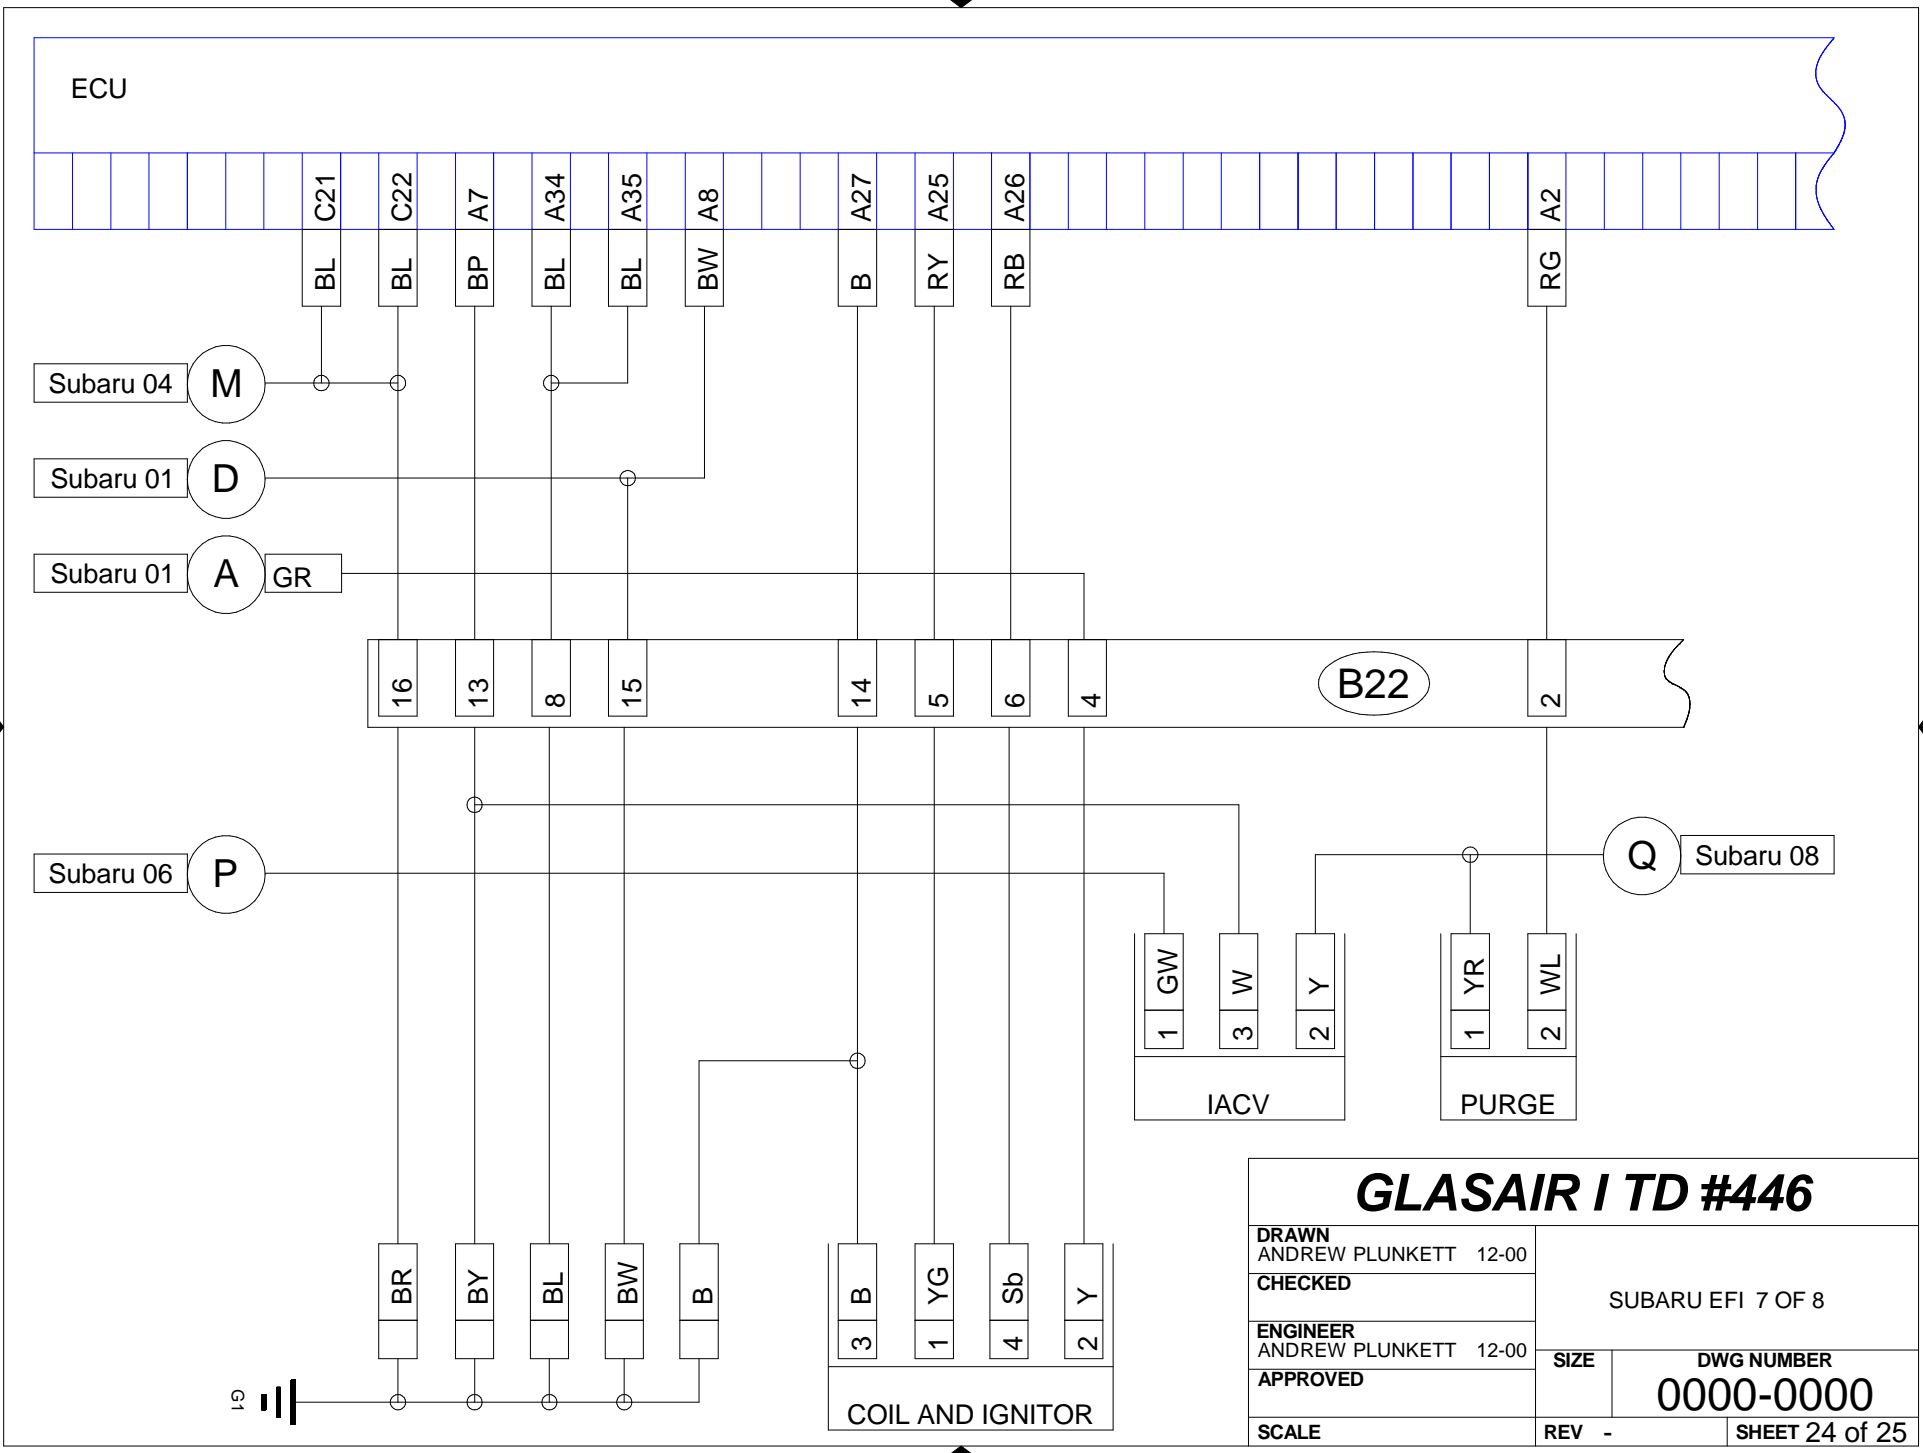 ECU
C21 C22 A7 A34 A35 A8 A27 A25 A26 A2
BL BL BP BL BL BW B RY RB RG
Subaru 04 M
Subaru 01 D
Subaru 01 A GR
16 13 8 15 14 5 6 4 B22 2
Subaru 06 P
Q Subaru 08
GW W Y YR WL
1 3 2 1 2
IACV PURGE
BR BY BL BW B B YG Sb Y
3 1 4 2
G1
COIL AND IGNITOR
GLASAIR I TD #446
DRAWN
ANDREW PLUNKETT 12-00
CHECKED
SUBARU EFI 7 OF 8
ENGINEER
ANDREW PLUNKETT 12-00
APPROVED
SIZE
DWG NUMBER
0000-0000
SCALE
REV -
SHEET 24 of 25